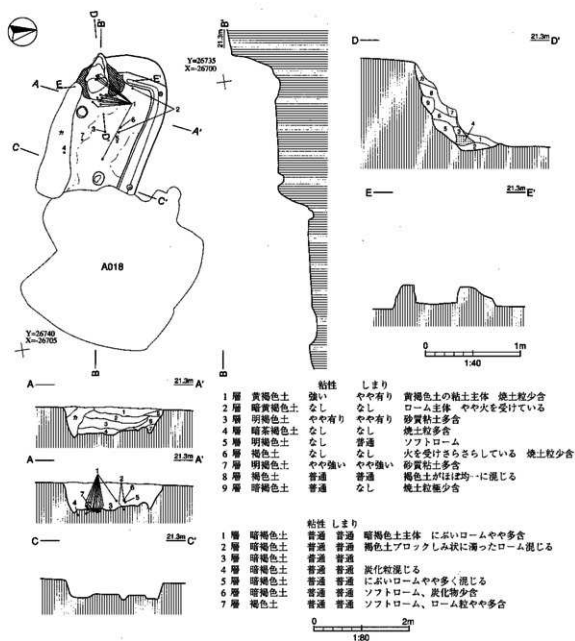 D
B'
21.3m
B'
Y=26735
X=-26700
A
E
E'
A'
C
C'
A018
Y=26740
X=-26705
B
B
D
21.3m
D'
E
21.3m
E'
0
1m
1:40
A
21.3m
A'
A
21.3m
A'
C
21.3m
C'
粘性 しまり
1層 黄褐色土 強い やや有り 黄褐色土の粘土主体 焼土粒少含
2層 暗黄褐色土 なし なし ローム主体 やや火を受けている
3層 明褐色土 やや有り やや有り 砂質粘土多含
4層 暗茶褐色土 なし なし 焼土粒多含
5層 明褐色土 なし 普通 ソフトローム
6層 褐色土 なし なし 火を受けさらさらしている 焼土粒少含
7層 明褐色土 やや強い やや強い 砂質粘土多含
8層 褐色土 普通 普通 褐色土がほぼ均一に混じる
9層 暗褐色土 普通 なし 焼土粒極少含
粘性 しまり
1層 暗褐色土 普通 普通 暗褐色土主体 にぶいロームやや多含
2層 暗褐色土 普通 普通 褐色土ブロックしみ状に濁ったローム混じる
3層 暗褐色土 普通 普通
4層 暗褐色土 普通 普通 炭化粒混じる
5層 暗褐色土 普通 普通 にぶいロームやや多く混じる
6層 暗褐色土 普通 普通 ソフトローム、炭化物少含
7層 褐色土 普通 普通 ソフトローム、ローム粒やや多含
0
2m
1:80